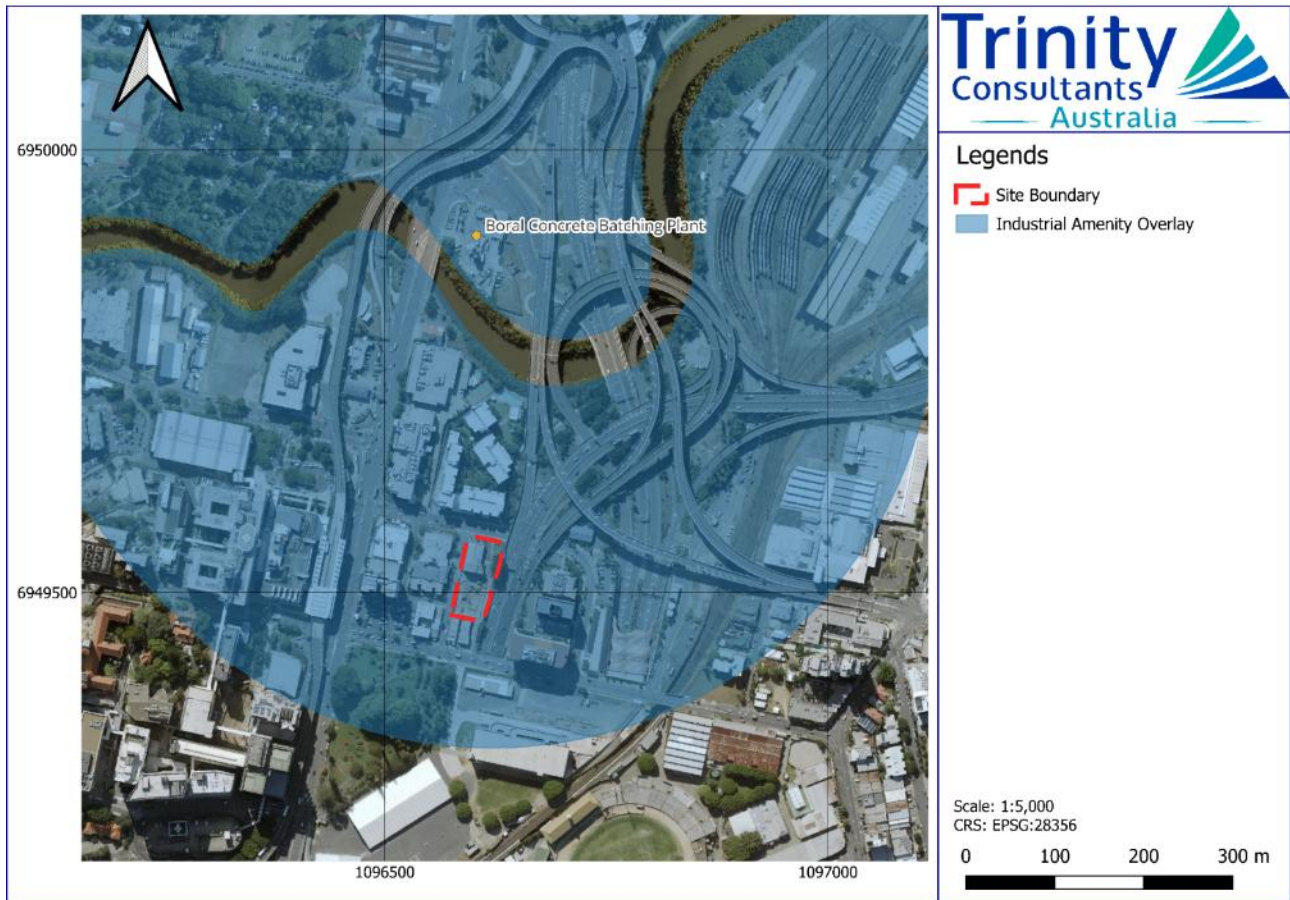 Trinity
Consultants
Australia
Legends
Site Boundary
Industrial Amenity Overlay
6950000
Boral Concrete Batching Plant
6949500
1096500
1097000
Scale: 1:5,000
CRS: EPSG:28356
0 100 200 300 m